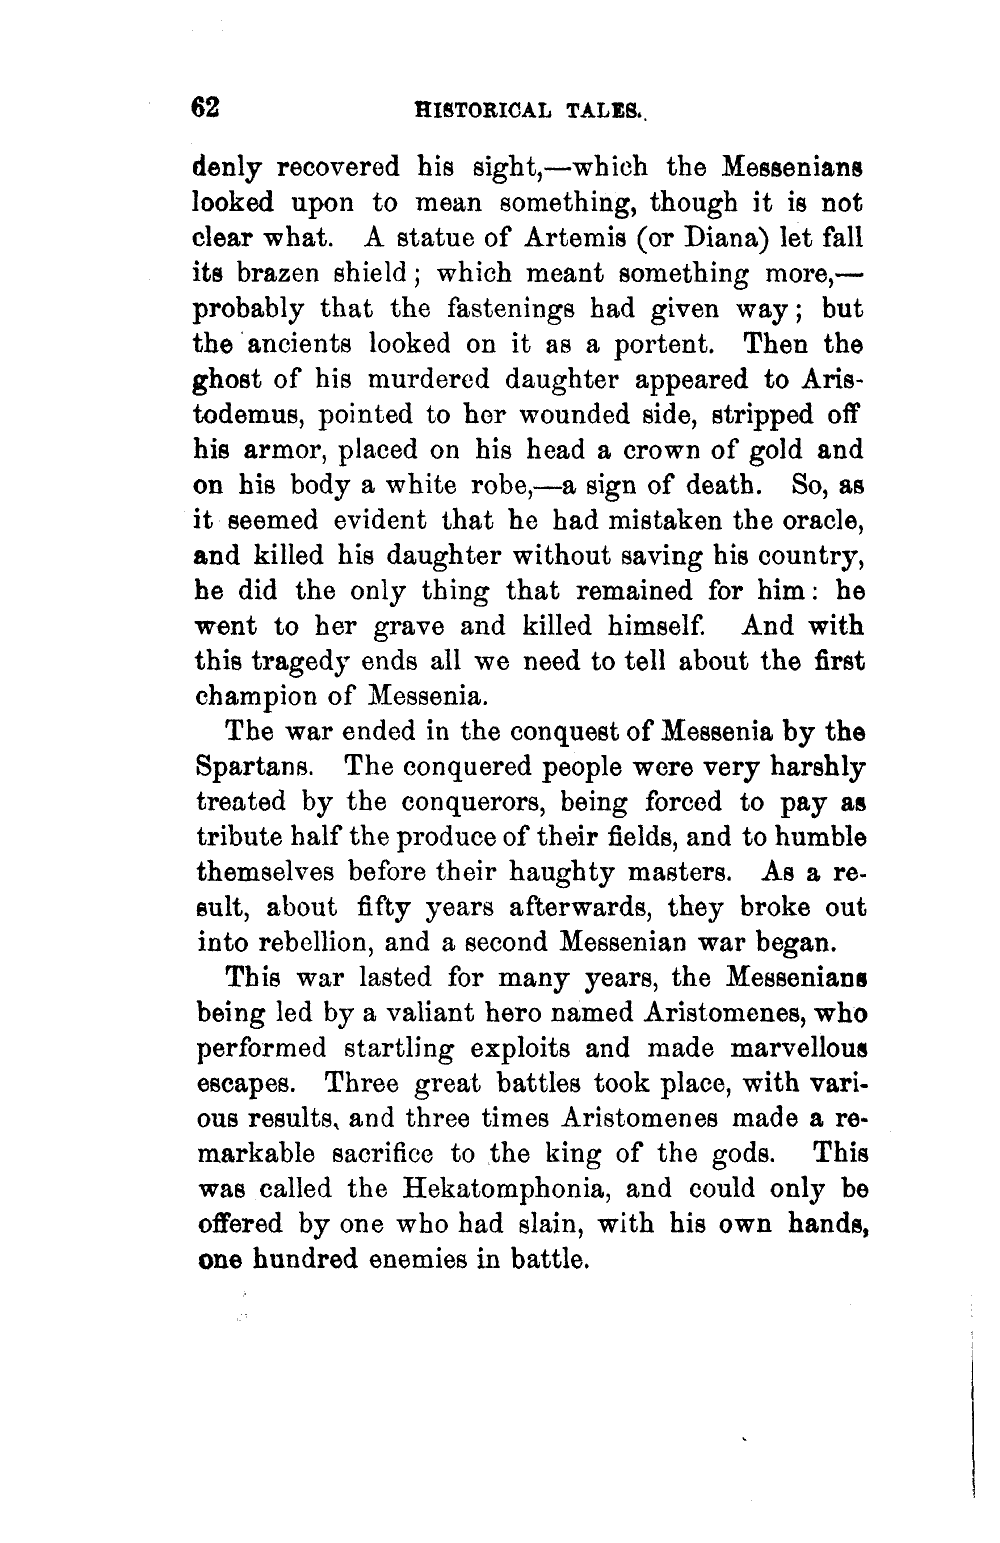 62 HISTORICAL TALES.
denly recovered his sight,—which the Messenians
looked upon to mean something, though it is not
clear what. A statue of Artemis (or Diana) let fall
its brazen shield; which meant something more,—
probably that the fastenings had given way; but
the ancients looked on it as a portent. Then the
ghost of his murdered daughter appeared to Aris-
todemus, pointed to her wounded side, stripped off
his armor, placed on his head a crown of gold and
on his body a white robe,—a sign of death. So, as
it seemed evident that he had mistaken the oracle,
and killed his daughter without saving his country,
he did the only thing that remained for him: he
went to her grave and killed himself. And with
this tragedy ends all we need to tell about the first
champion of Messenia.
The war ended in the conquest of Messenia by the
Spartans. The conquered people were very harshly
treated by the conquerors, being forced to pay as
tribute half the produce of their fields, and to humble
themselves before their haughty masters. As a re-
sult, about fifty years afterwards, they broke out
into rebellion, and a second Messenian war began.
This war lasted for many years, the Messenians
being led by a valiant hero named Aristomenes, who
performed startling exploits and made marvellous
escapes. Three great battles took place, with vari-
ous results, and three times Aristomenes made a re-
markable sacrifice to the king of the gods. This
was called the Hekatomphonia, and could only be
offered by one who had slain, with his own hands,
one hundred enemies in battle.